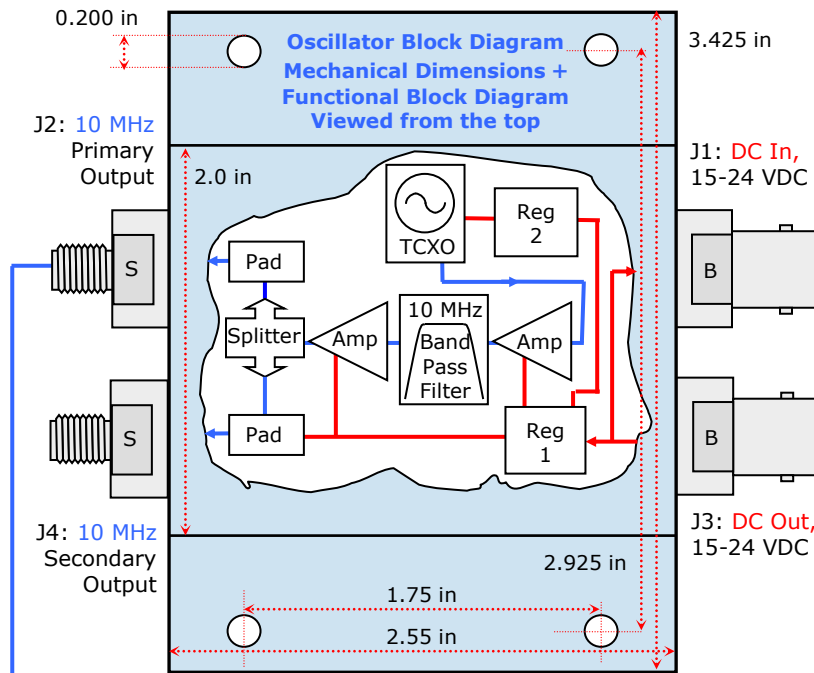 0.200 in
Oscillator Block Diagram
Mechanical Dimensions +
Functional Block Diagram
Viewed from the top
3.425 in
J2: 10 MHz
Primary
Output
2.0 in
J1: DC In,
15-24 VDC
TCXO
Reg
2
S
Pad
B
Splitter
Amp
10 MHz
Band
Pass
Filter
Amp
S
Pad
Reg
1
B
J4: 10 MHz
Secondary
Output
J3: DC Out,
15-24 VDC
2.925 in
1.75 in
2.55 in